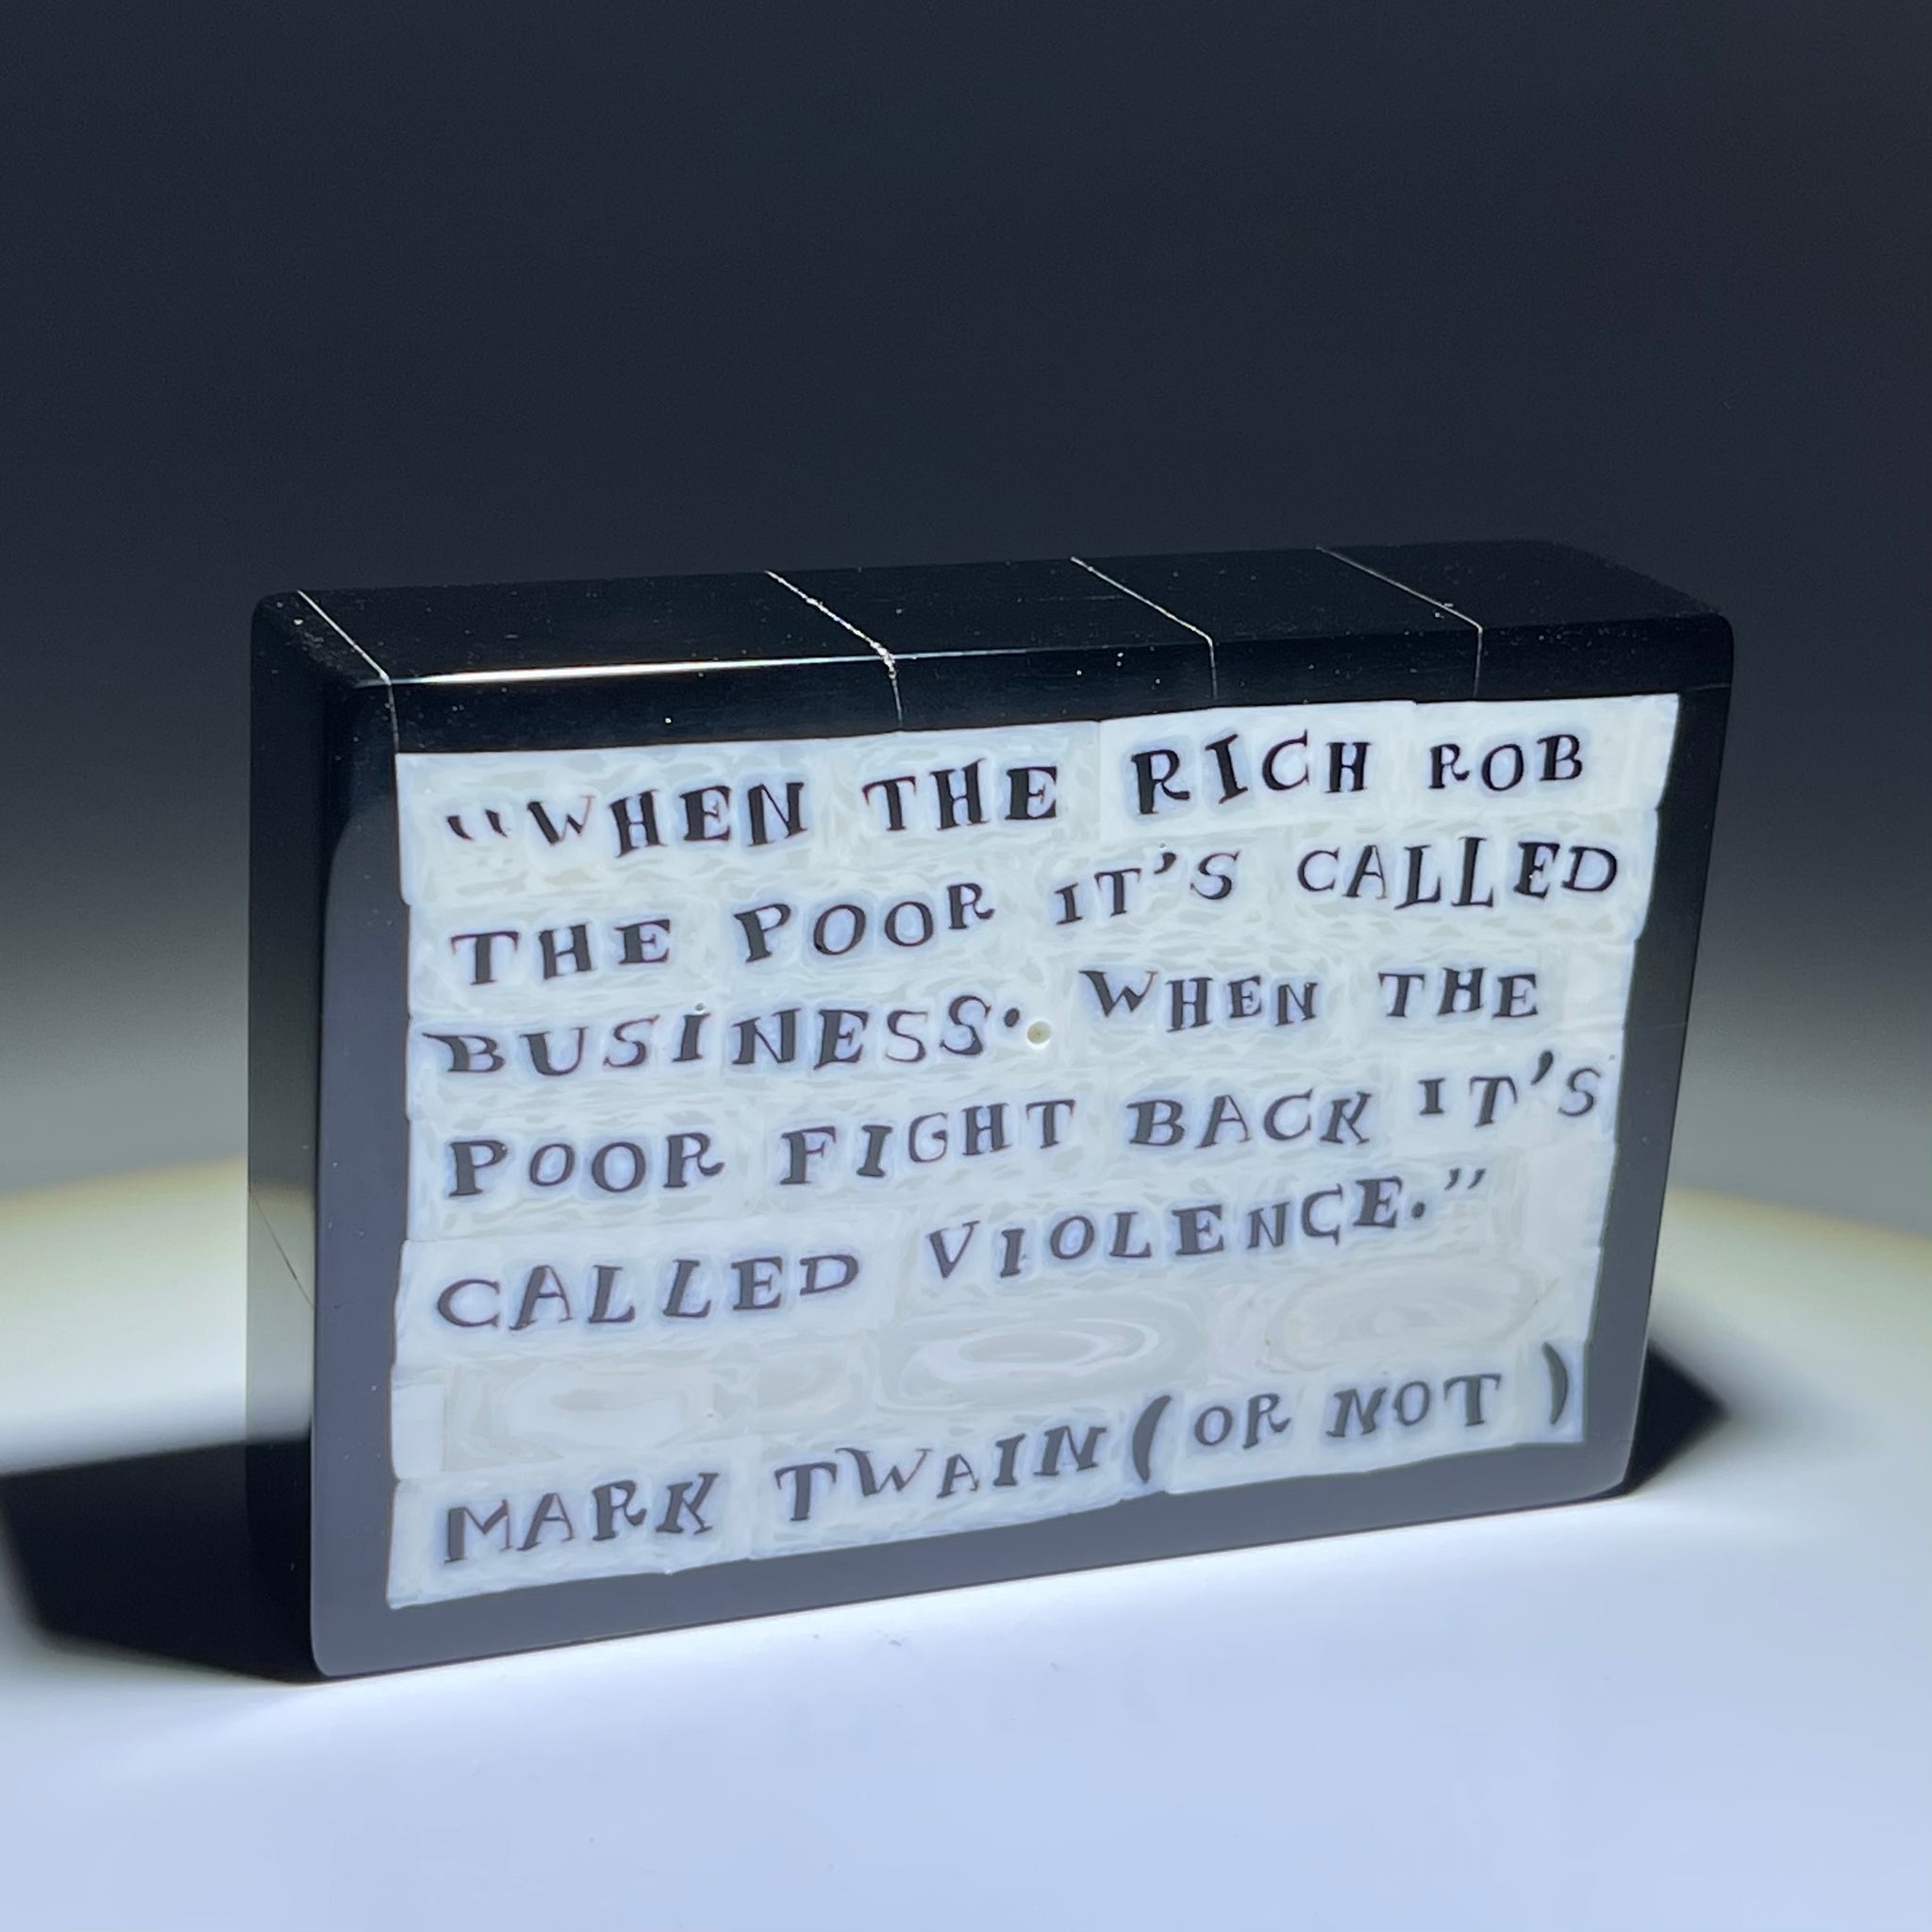 "WHEN THE RICH ROB
THE POOR IT'S CALLED
BUSINESS. WHEN THE
POOR FIGHT BACK IT'S
CALLED VIOLENCE."
MARK TWAIN (OR NOT)